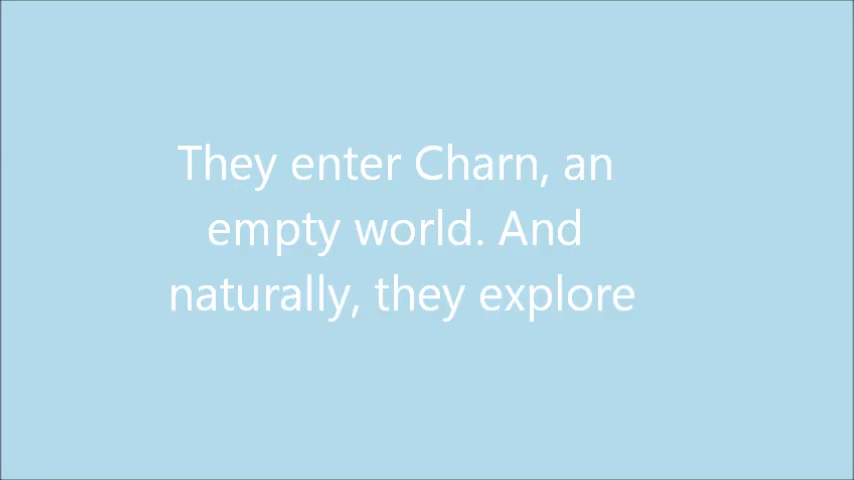 They enter Charn, an
empty world. And
naturally, they explore